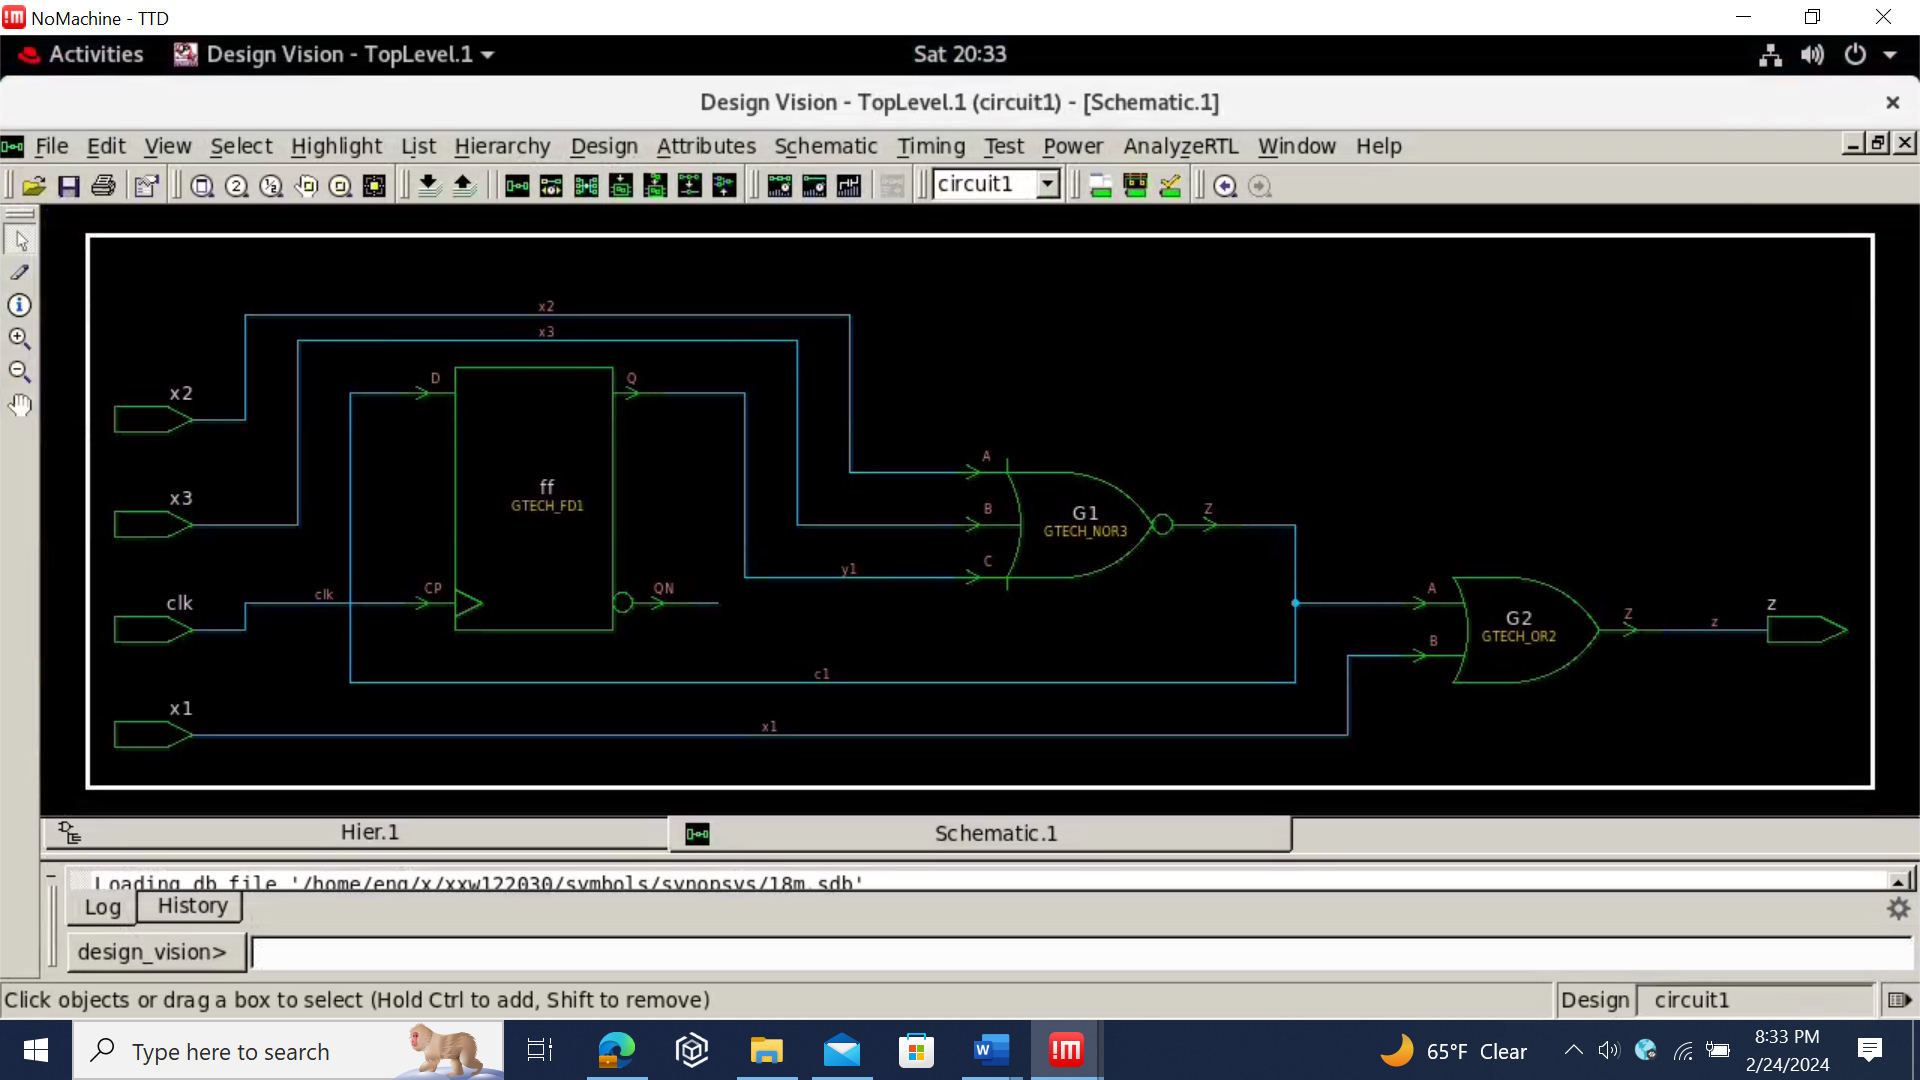 NoMachine - TTD
Activities Design Vision - TopLevel.1 Sat 20:33
Design Vision - TopLevel.1 (circuit1) - [Schematic.1]
File Edit View Select Highlight List Hierarchy Design Attributes Schematic Timing Test Power AnalyzeRTL Window Help
circuit1
x2
x3
x2
D Q
x3
A
ff
GTECH_FD1
B
Z
G1
GTECH_NOR3
C
y1
clk
clk
CP
QN
A
G2
GTECH_OR2
B
Z
z
z
c1
x1
x1
Hier.1 Schematic.1
Loading db file '/home/eng/x/xxw122030/symbols/synopsys/18m.sdb'
Log History
design_vision>
Click objects or drag a box to select (Hold Ctrl to add, Shift to remove) Design circuit1
Type here to search 65°F Clear 8:33 PM
2/24/2024